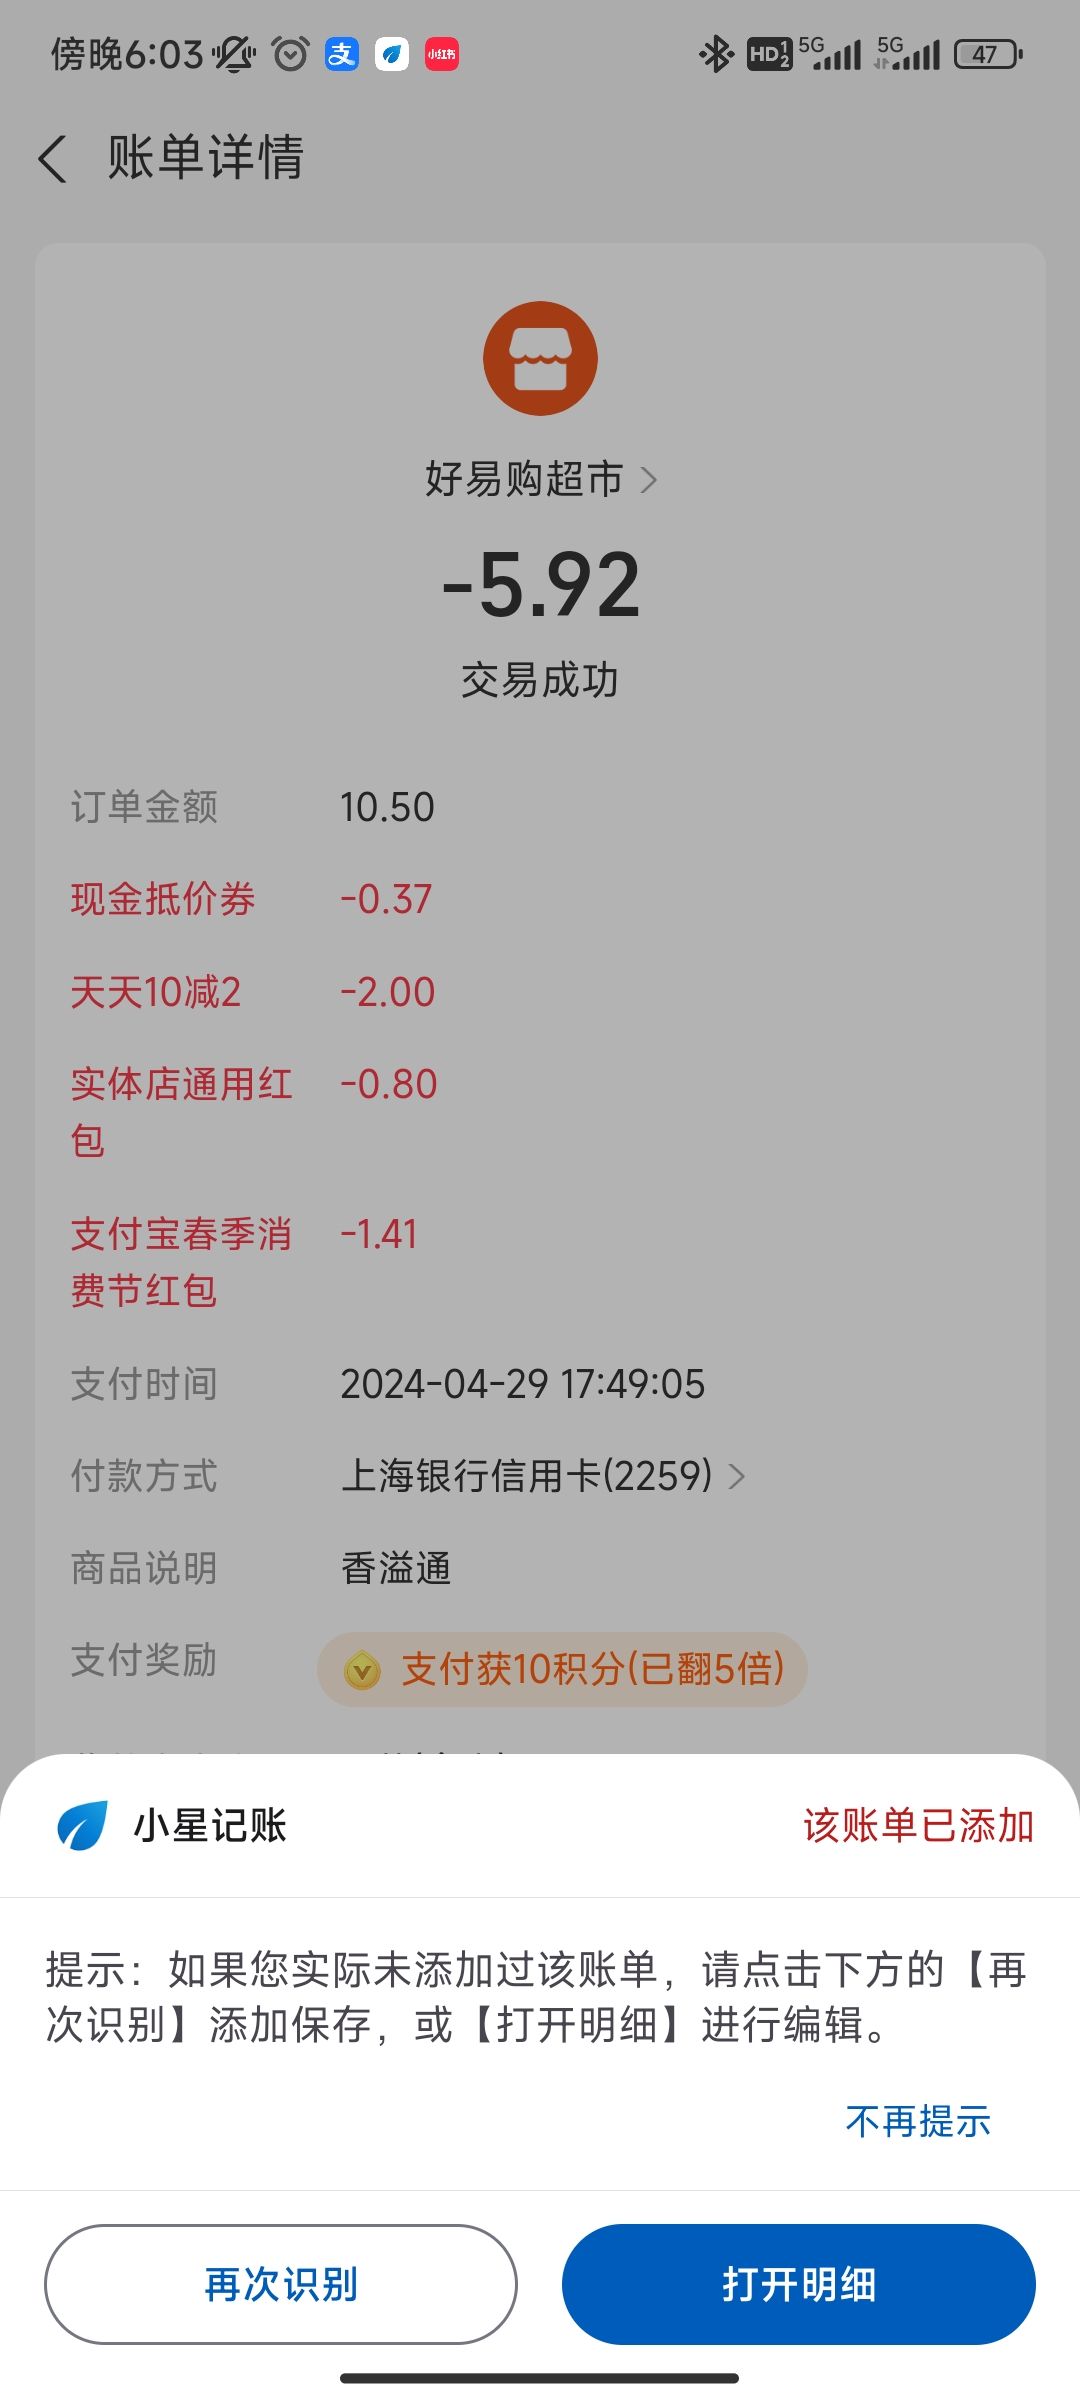 傍晚6:03 支 小红书 HD 1 2 5G 5G 47
账单详情
好易购超市
-5.92
交易成功
订单金额 10.50
现金抵价券 -0.37
天天10减2 -2.00
实体店通用红 -0.80
包
支付宝春季消 -1.41
费节红包
支付时间 2024-04-29 17:49:05
付款方式 上海银行信用卡(2259)
商品说明 香溢通
支付奖励 支付获10积分(已翻5倍)
小星记账 该账单已添加
提示：如果您实际未添加过该账单，请点击下方的【再
次识别】添加保存，或【打开明细】进行编辑。
不再提示
再次识别 打开明细